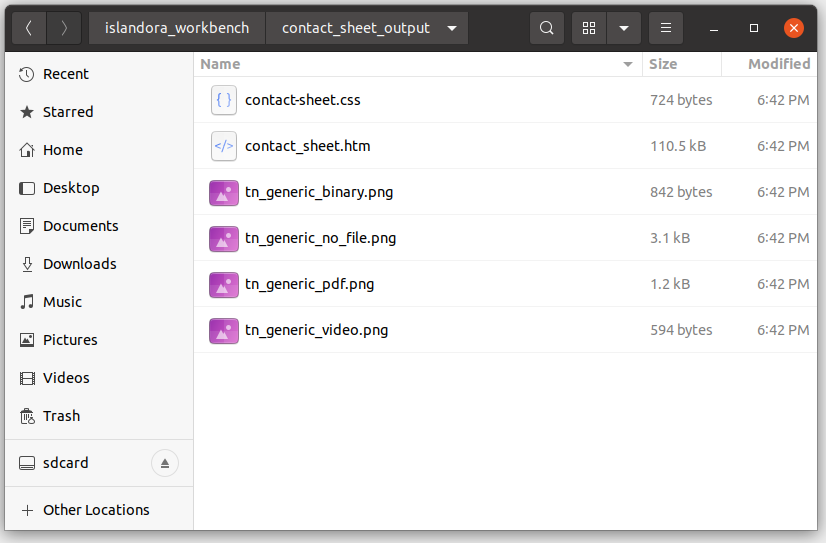 islandora_workbench contact_sheet_output
Name Size Modified
Recent
Starred
Home
Desktop
Documents
Downloads
Music
Pictures
Videos
Trash
sdcard
Other Locations
{ } contact-sheet.css 724 bytes 6:42 PM
</> contact_sheet.htm 110.5 kB 6:42 PM
tn_generic_binary.png 842 bytes 6:42 PM
tn_generic_no_file.png 3.1 kB 6:42 PM
tn_generic_pdf.png 1.2 kB 6:42 PM
tn_generic_video.png 594 bytes 6:42 PM